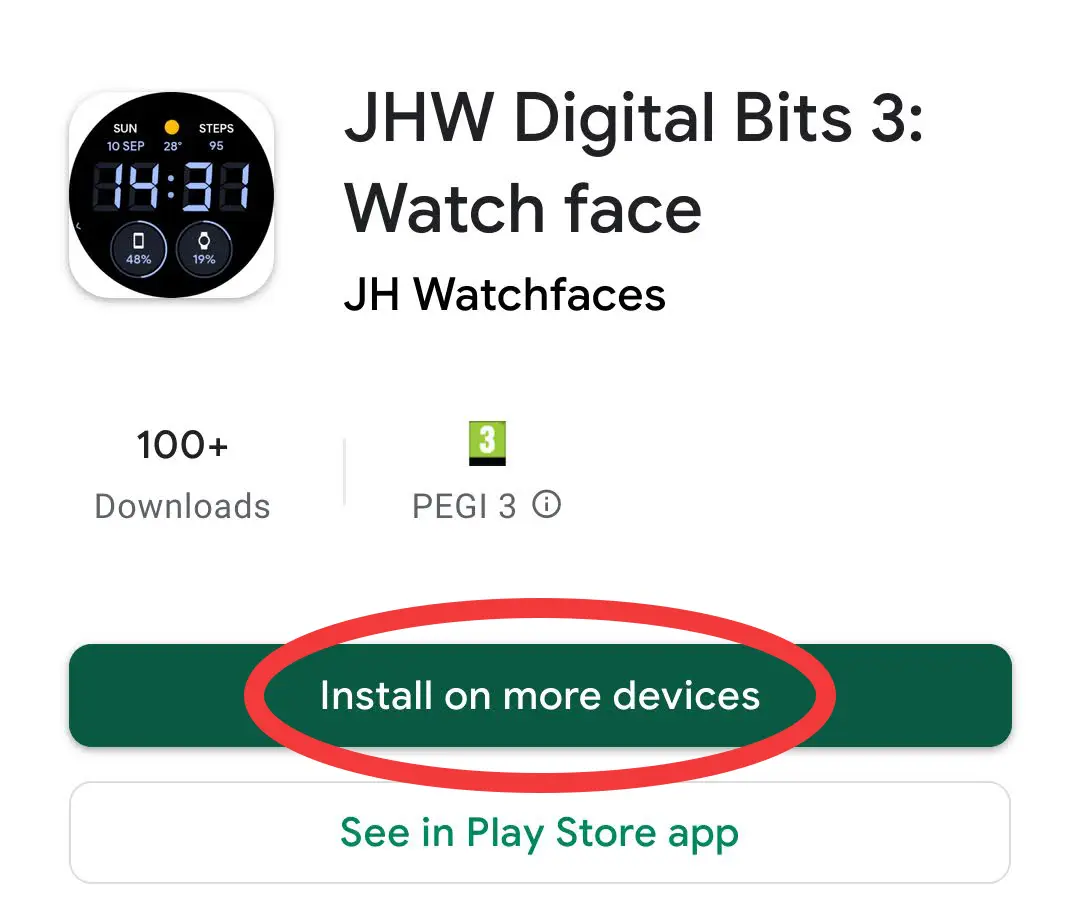 SUN STEPS
10 SEP 28° 95
14:31
48% 19%
JHW Digital Bits 3:
Watch face
JH Watchfaces
100+
Downloads
3
PEGI 3
Install on more devices
See in Play Store app